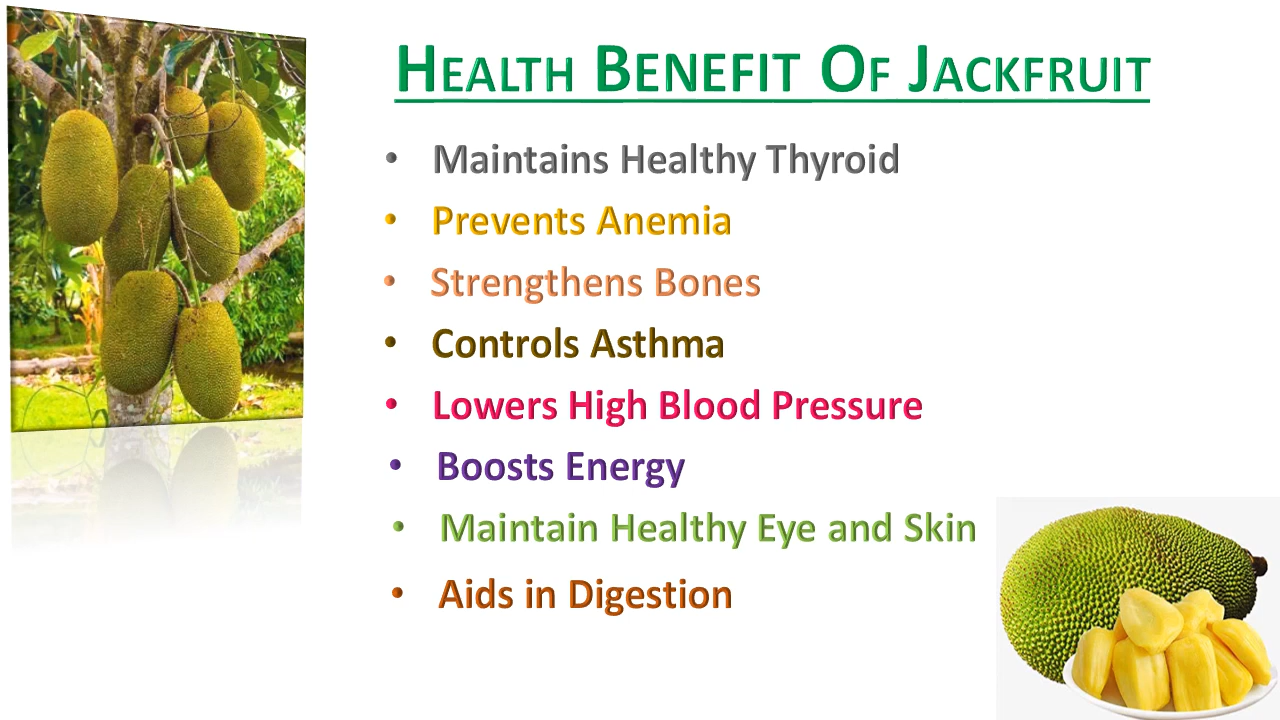 Health Benefit Of Jackfruit
• Maintains Healthy Thyroid
• Prevents Anemia
• Strengthens Bones
• Controls Asthma
• Lowers High Blood Pressure
• Boosts Energy
• Maintain Healthy Eye and Skin
• Aids in Digestion